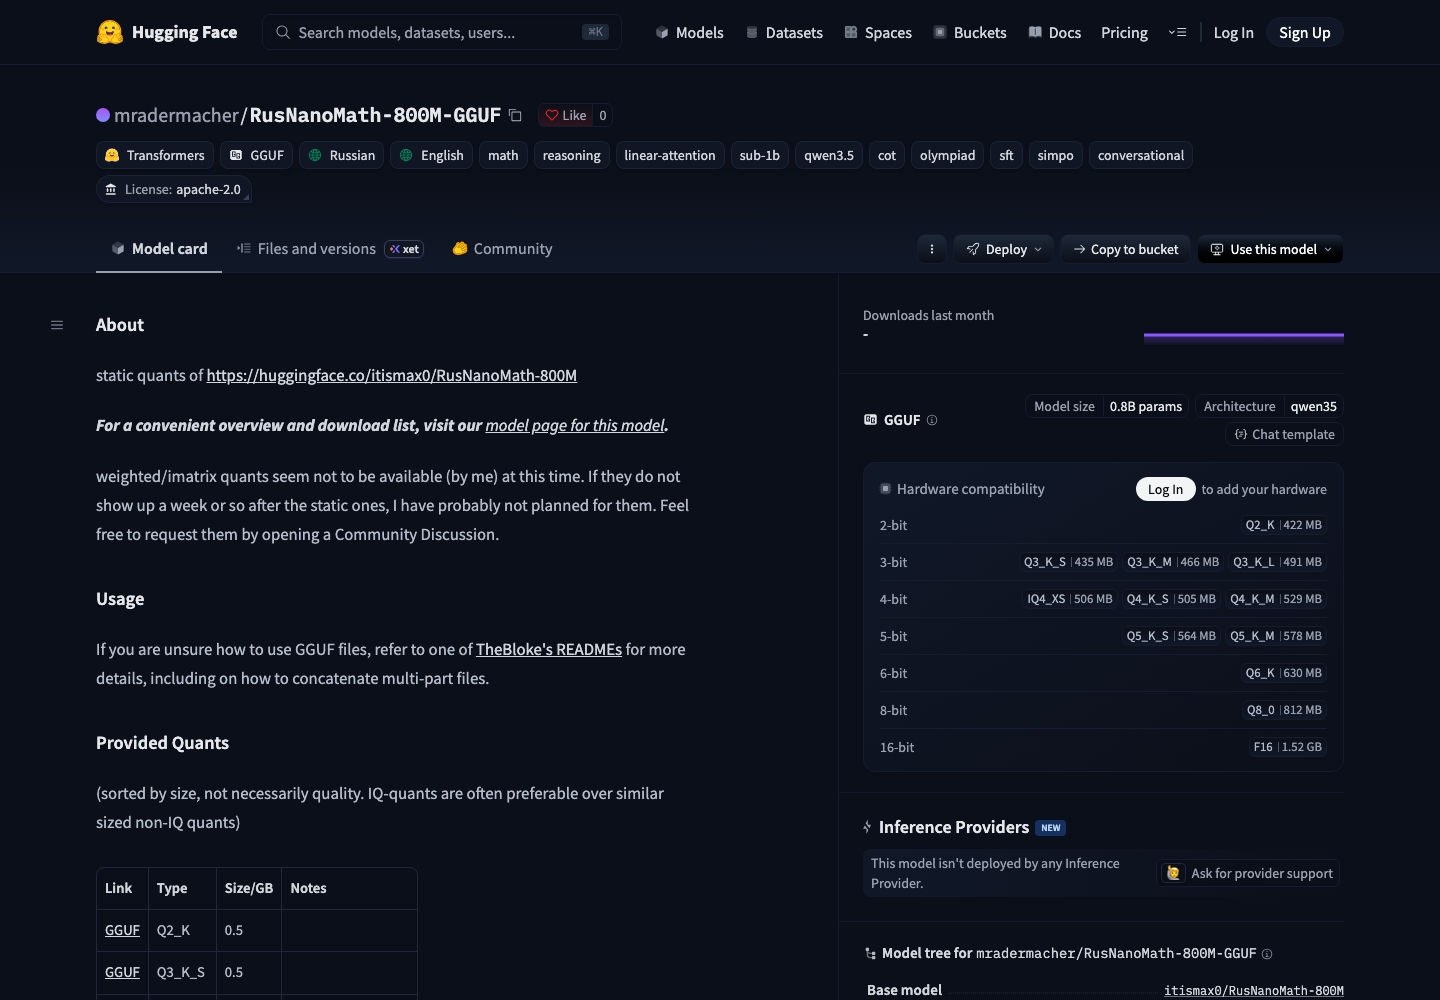 Hugging Face
Search models, datasets, users...
⌘K
Models
Datasets
Spaces
Buckets
Docs
Pricing
Log In
Sign Up
mradermacher/RusNanoMath-800M-GGUF
Like 0
Transformers GGUF Russian English math reasoning linear-attention sub-1b qwen3.5 cot olympiad sft simpo conversational
License: apache-2.0
Model card
Files and versions xet
Community
Deploy
Copy to bucket
Use this model
About
static quants of https://huggingface.co/itismax0/RusNanoMath-800M
For a convenient overview and download list, visit our model page for this model.
weighted/imatrix quants seem not to be available (by me) at this time. If they do not
show up a week or so after the static ones, I have probably not planned for them. Feel
free to request them by opening a Community Discussion.
Usage
If you are unsure how to use GGUF files, refer to one of TheBloke's READMEs for more
details, including on how to concatenate multi-part files.
Provided Quants
(sorted by size, not necessarily quality. IQ-quants are often preferable over similar
sized non-IQ quants)
Link Type Size/GB Notes
GGUF Q2_K 0.5
GGUF Q3_K_S 0.5
Downloads last month
-
GGUF
Model size 0.8B params
Architecture qwen35
Chat template
Hardware compatibility
Log In to add your hardware
2-bit Q2_K 422 MB
3-bit Q3_K_S 435 MB Q3_K_M 466 MB Q3_K_L 491 MB
4-bit IQ4_XS 506 MB Q4_K_S 505 MB Q4_K_M 529 MB
5-bit Q5_K_S 564 MB Q5_K_M 578 MB
6-bit Q6_K 630 MB
8-bit Q8_0 812 MB
16-bit F16 1.52 GB
Inference Providers NEW
This model isn't deployed by any Inference
Provider.
Ask for provider support
Model tree for mradermacher/RusNanoMath-800M-GGUF
Base model itismax0/RusNanoMath-800M